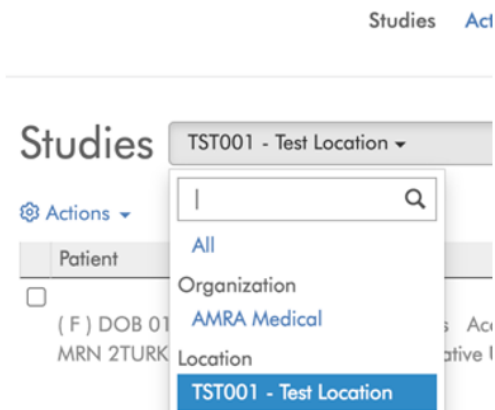 Studies Act
Studies TST001 - Test Location
Actions
All
Patient
Organization
AMRA Medical
( F ) DOB 01
MRN 2TURK
Location
TST001 - Test Location